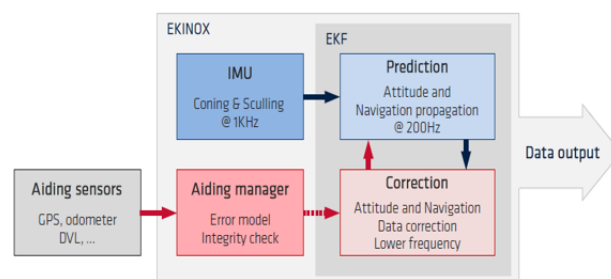 EKINOX
EKF
IMU
Coning & Sculling
@ 1KHz
Prediction
Attitude and
Navigation propagation
@ 200Hz
Data output
Aiding sensors
GPS, odometer
DVL, ...
Aiding manager
Error model
Integrity check
Correction
Attitude and Navigation
Data correction
Lower frequency